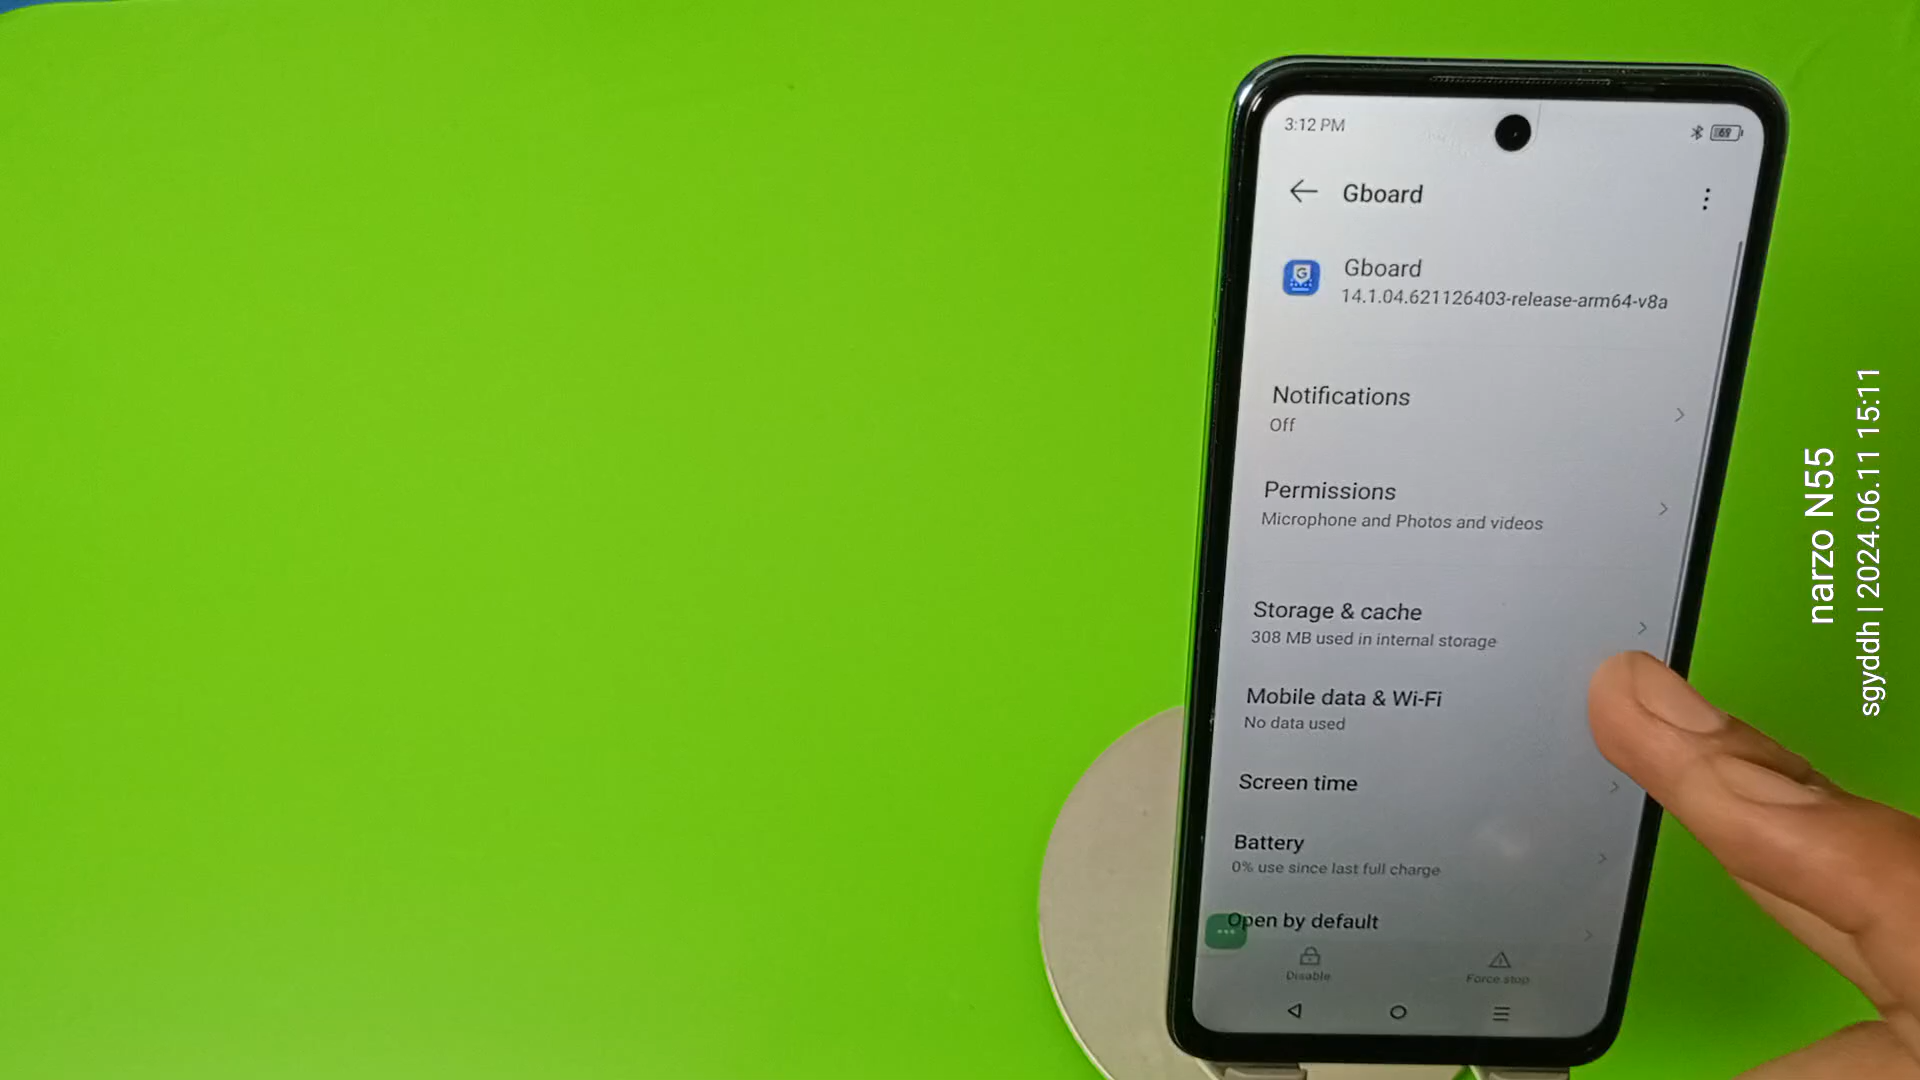 3:12 PM
69
Gboard
Gboard
14.1.04.621126403-release-arm64-v8a
Notifications
Off
Permissions
Microphone and Photos and videos
Storage & cache
308 MB used in internal storage
Mobile data & Wi-Fi
No data used
Screen time
Battery
0% use since last full charge
Open by default
Disable
Force stop
narzo N55
sgyddh | 2024.06.11 15:11